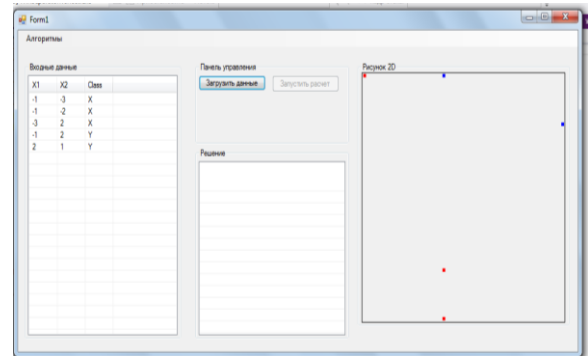 Form1
Алгоритмы
Входные данные
X1 X2 Class
-1 -3 X
-1 -2 X
-3 2 X
-1 2 Y
2 1 Y
Панель управления
Загрузить данные Запустить расчет
Решение
Рисунок 2D